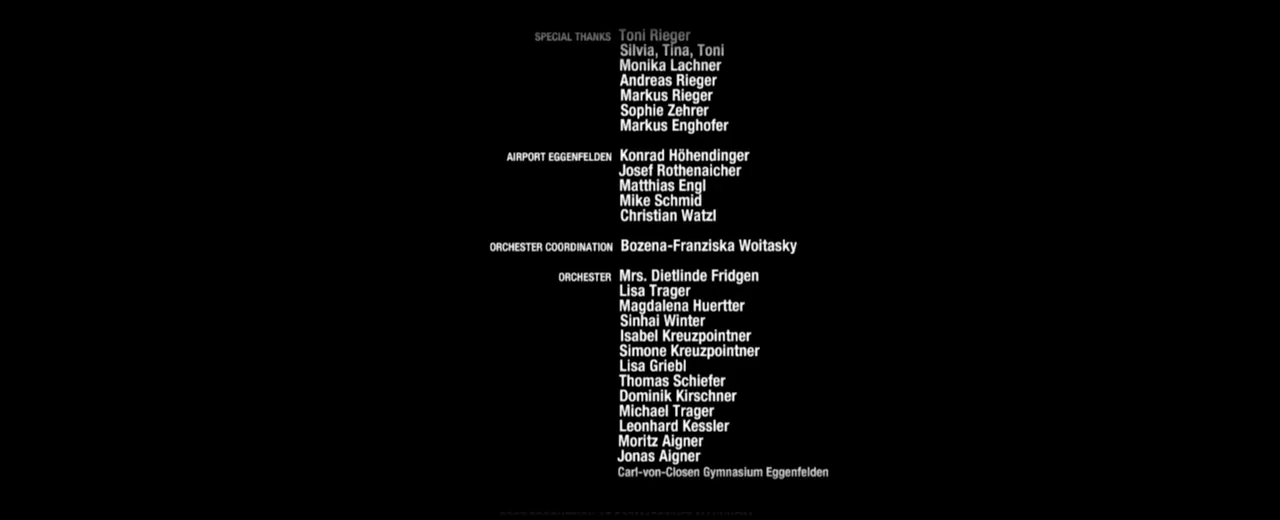 SPECIAL THANKS Toni Rieger
Silvia, Tina, Toni
Monika Lachner
Andreas Rieger
Markus Rieger
Sophie Zehrer
Markus Enghofer
AIRPORT EGGENFELDEN Konrad Höhendinger
Josef Rothenaicher
Matthias Engl
Mike Schmid
Christian Watzl
ORCHESTER COORDINATION Bozena-Franziska Woitasky
ORCHESTER Mrs. Dietlinde Fridgen
Lisa Trager
Magdalena Huertter
Sinhai Winter
Isabel Kreuzpointner
Simone Kreuzpointner
Lisa Griebl
Thomas Schiefer
Dominik Kirschner
Michael Trager
Leonhard Kessler
Moritz Aigner
Jonas Aigner
Carl-von-Closen Gymnasium Eggenfelden